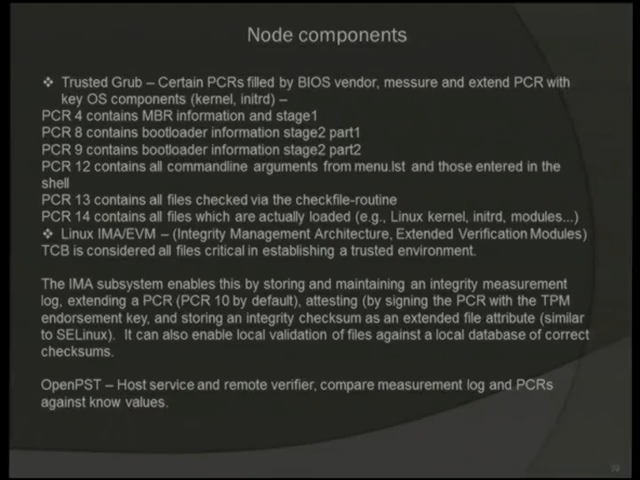 Node components
❖ Trusted Grub – Certain PCRs filled by BIOS vendor, messure and extend PCR with
key OS components (kernel, initrd) –
PCR 4 contains MBR information and stage1
PCR 8 contains bootloader information stage2 part1
PCR 9 contains bootloader information stage2 part2
PCR 12 contains all commandline arguments from menu.lst and those entered in the
shell
PCR 13 contains all files checked via the checkfile-routine
PCR 14 contains all files which are actually loaded (e.g., Linux kernel, initrd, modules...)
❖ Linux IMA/EVM – (Integrity Management Architecture, Extended Verification Modules)
TCB is considered all files critical in establishing a trusted environment.
The IMA subsystem enables this by storing and maintaining an integrity measurement
log, extending a PCR (PCR 10 by default), attesting (by signing the PCR with the TPM
endorsement key, and storing an integrity checksum as an extended file attribute (similar
to SELinux). It can also enable local validation of files against a local database of correct
checksums.
OpenPST – Host service and remote verifier, compare measurement log and PCRs
against know values.